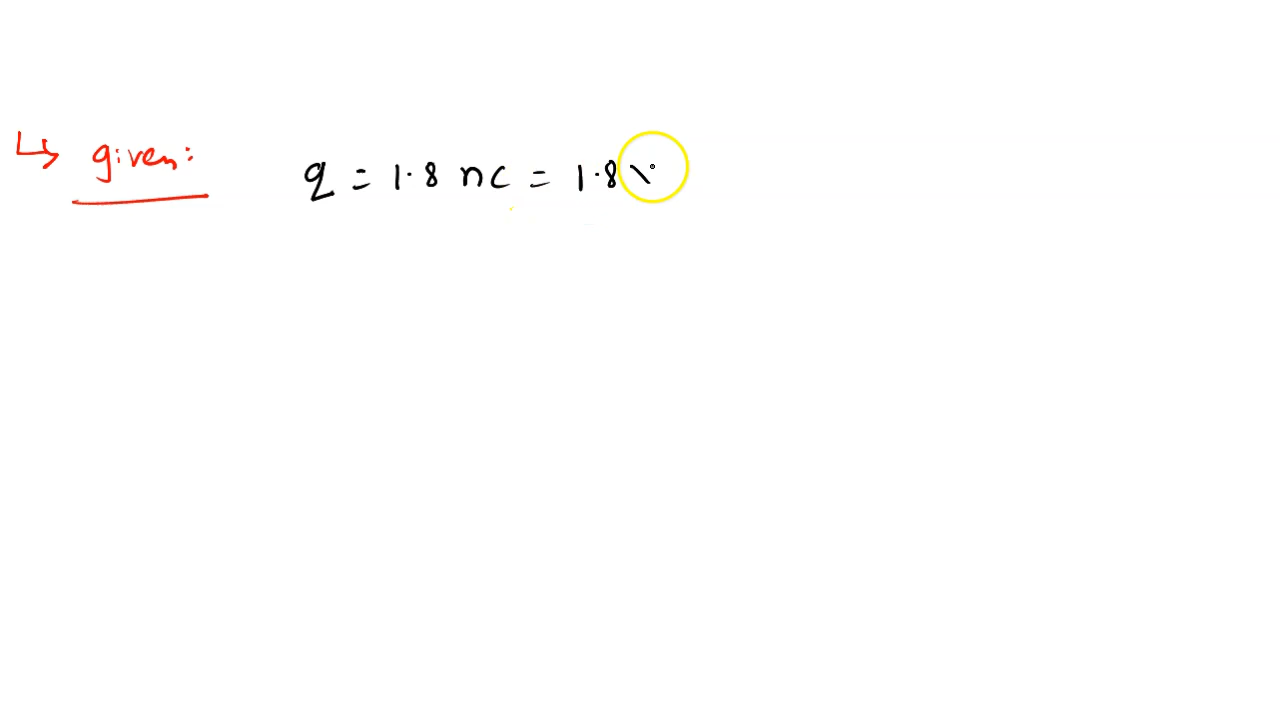 ↳ given: q = 1.8 nc = 1.8 \